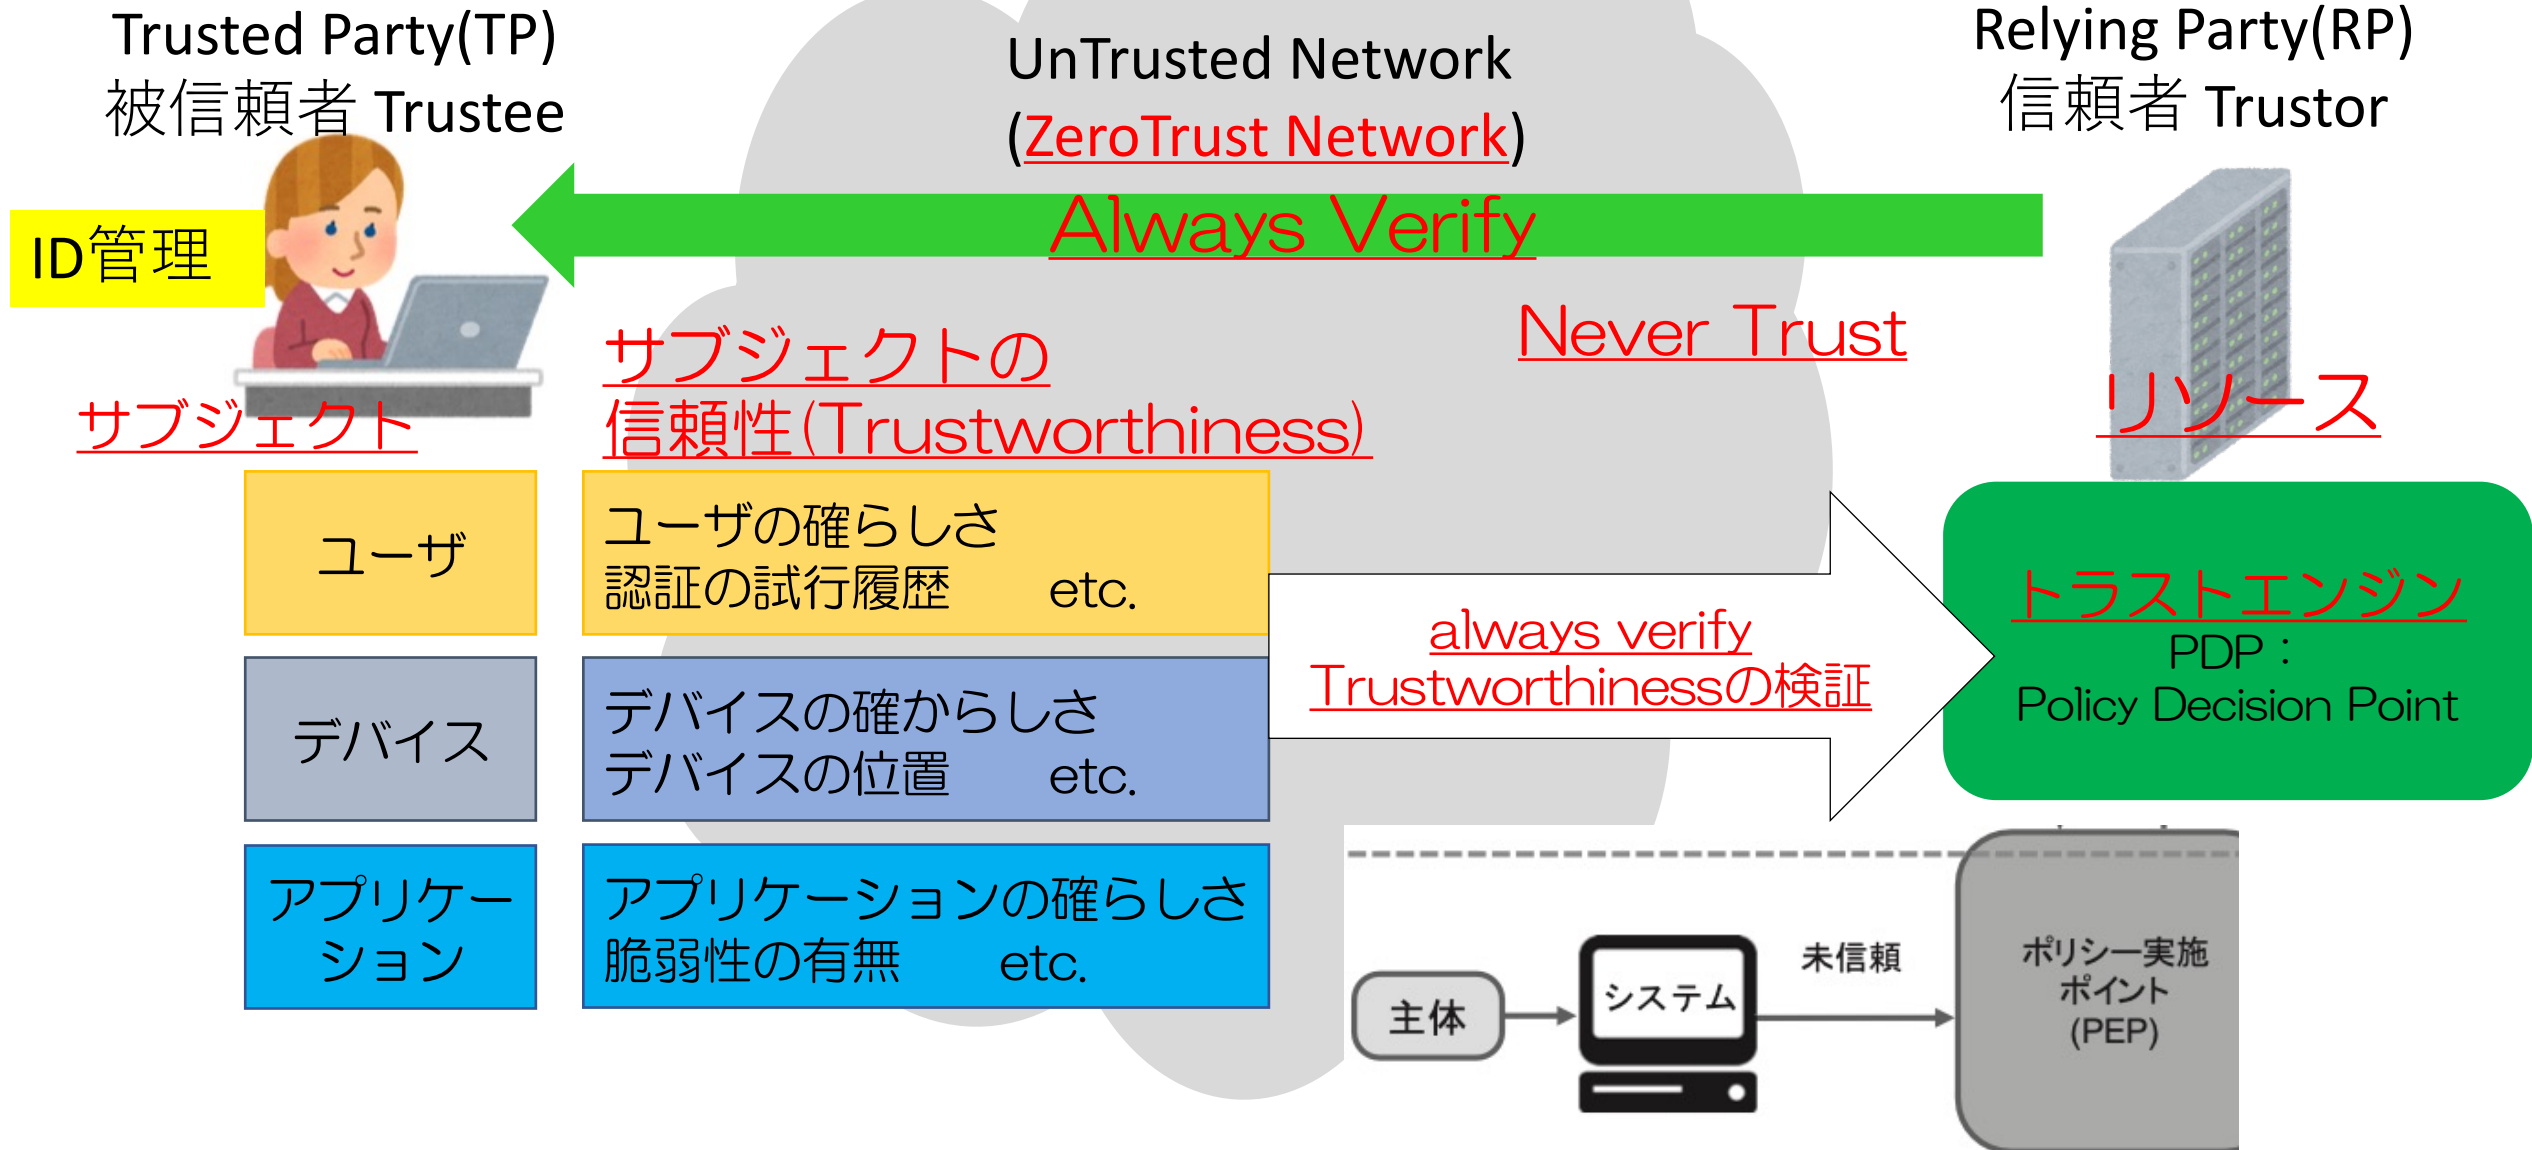 Trusted Party(TP)
被信頼者 Trustee
UnTrusted Network
(ZeroTrust Network)
Relying Party(RP)
信頼者 Trustor
Always Verify
ID管理
Never Trust
サブジェクトの
信頼性(Trustworthiness)
サブジェクト
リソース
ユーザ
ユーザの確らしさ
認証の試行履歴 etc.
デバイス
デバイスの確からしさ
デバイスの位置 etc.
アプリケー
ション
アプリケーションの確らしさ
脆弱性の有無 etc.
always verify
Trustworthinessの検証
トラストエンジン
PDP：
Policy Decision Point
主体
システム
未信頼
ポリシー実施
ポイント
(PEP)